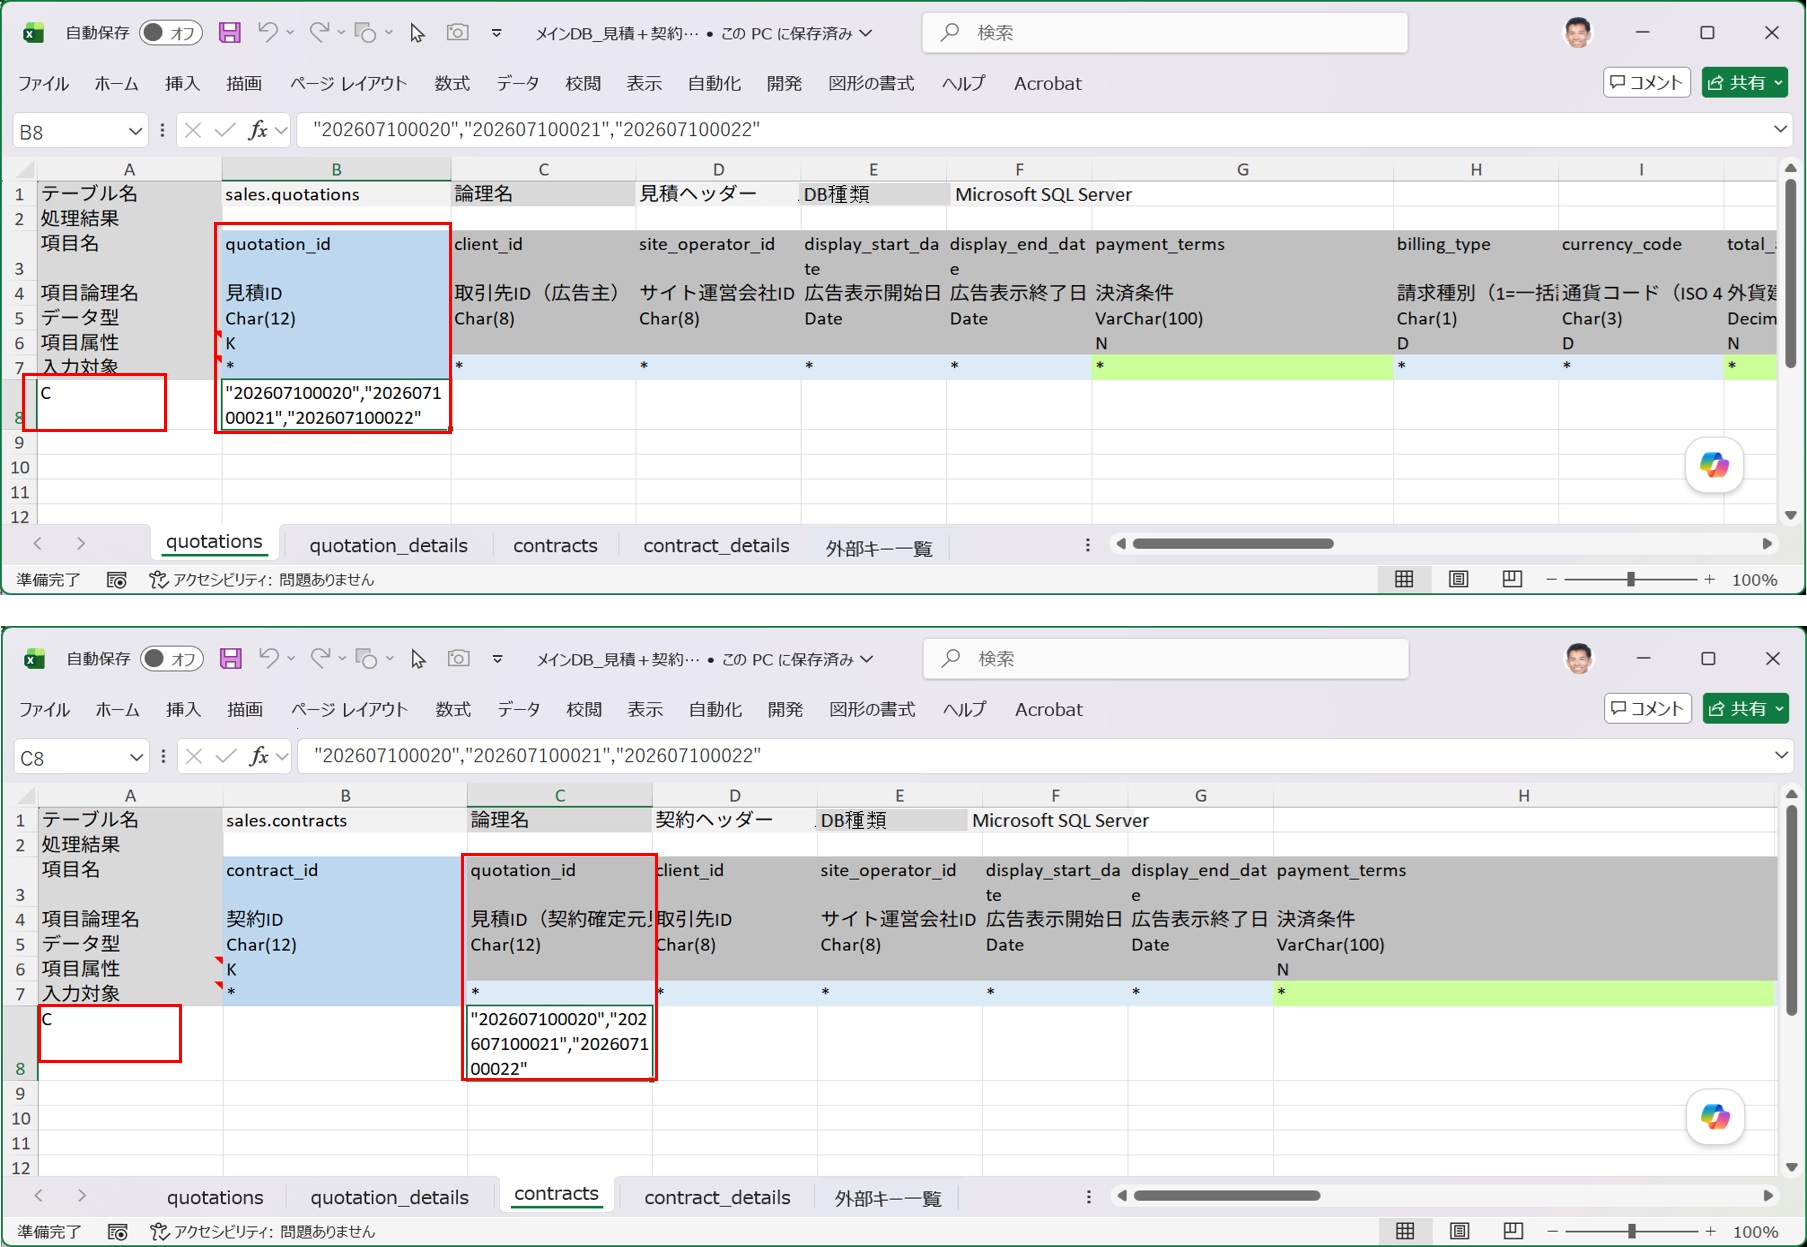 自動保存 オフ メインDB_見積+契約… • この PC に保存済み 検索
ファイル ホーム 挿入 描画 ページ レイアウト 数式 データ 校閲 表示 自動化 開発 図形の書式 ヘルプ Acrobat コメント 共有
B8 fx "202607100020","202607100021","202607100022"
A B C D E F G H I
1 テーブル名 sales.quotations 論理名 見積ヘッダー DB種類 Microsoft SQL Server
2 処理結果
3 項目名 quotation_id client_id site_operator_id display_start_da display_end_dat payment_terms billing_type currency_code total_
te e
4 項目論理名 見積ID 取引先ID（広告主） サイト運営会社ID 広告表示開始日 広告表示終了日 決済条件 請求種別（1=一括 通貨コード（ISO 4 外貨建
5 データ型 Char(12) Char(8) Char(8) Date Date VarChar(100) Char(1) Char(3) Decim
6 項目属性 K N D D N
7 入力対象 * * * * * * * * *
8 C "202607100020","2026071
00021","202607100022"
9
10
11
12
quotations quotation_details contracts contract_details 外部キー一覧
準備完了 アクセシビリティ: 問題ありません 100%
自動保存 オフ メインDB_見積+契約… • この PC に保存済み 検索
ファイル ホーム 挿入 描画 ページ レイアウト 数式 データ 校閲 表示 自動化 開発 図形の書式 ヘルプ Acrobat コメント 共有
C8 fx "202607100020","202607100021","202607100022"
A B C D E F G H
1 テーブル名 sales.contracts 論理名 契約ヘッダー DB種類 Microsoft SQL Server
2 処理結果
3 項目名 contract_id quotation_id client_id site_operator_id display_start_da display_end_dat payment_terms
te e
4 項目論理名 契約ID 見積ID（契約確定元 取引先ID サイト運営会社ID 広告表示開始日 広告表示終了日 決済条件
5 データ型 Char(12) Char(12) Char(8) Char(8) Date Date VarChar(100)
6 項目属性 K N
7 入力対象 * * * * * * *
8 C "202607100020","202
607100021","202607
100022"
9
10
11
12
quotations quotation_details contracts contract_details 外部キー一覧
準備完了 アクセシビリティ: 問題ありません 100%